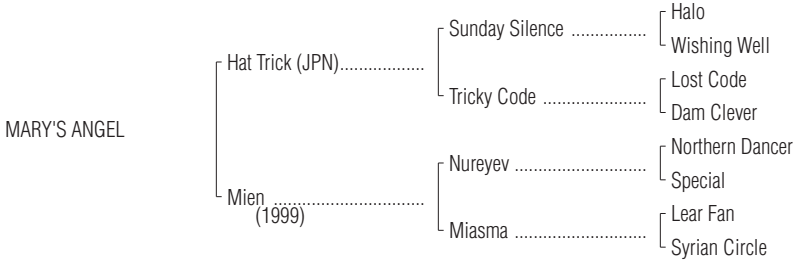 Halo
Sunday Silence ................
Wishing Well
Hat Trick (JPN)..................
Lost Code
Tricky Code ......................
Dam Clever
MARY'S ANGEL
Northern Dancer
Nureyev ............................
Special
Mien ................................
(1999)
Lear Fan
Miasma ............................
Syrian Circle